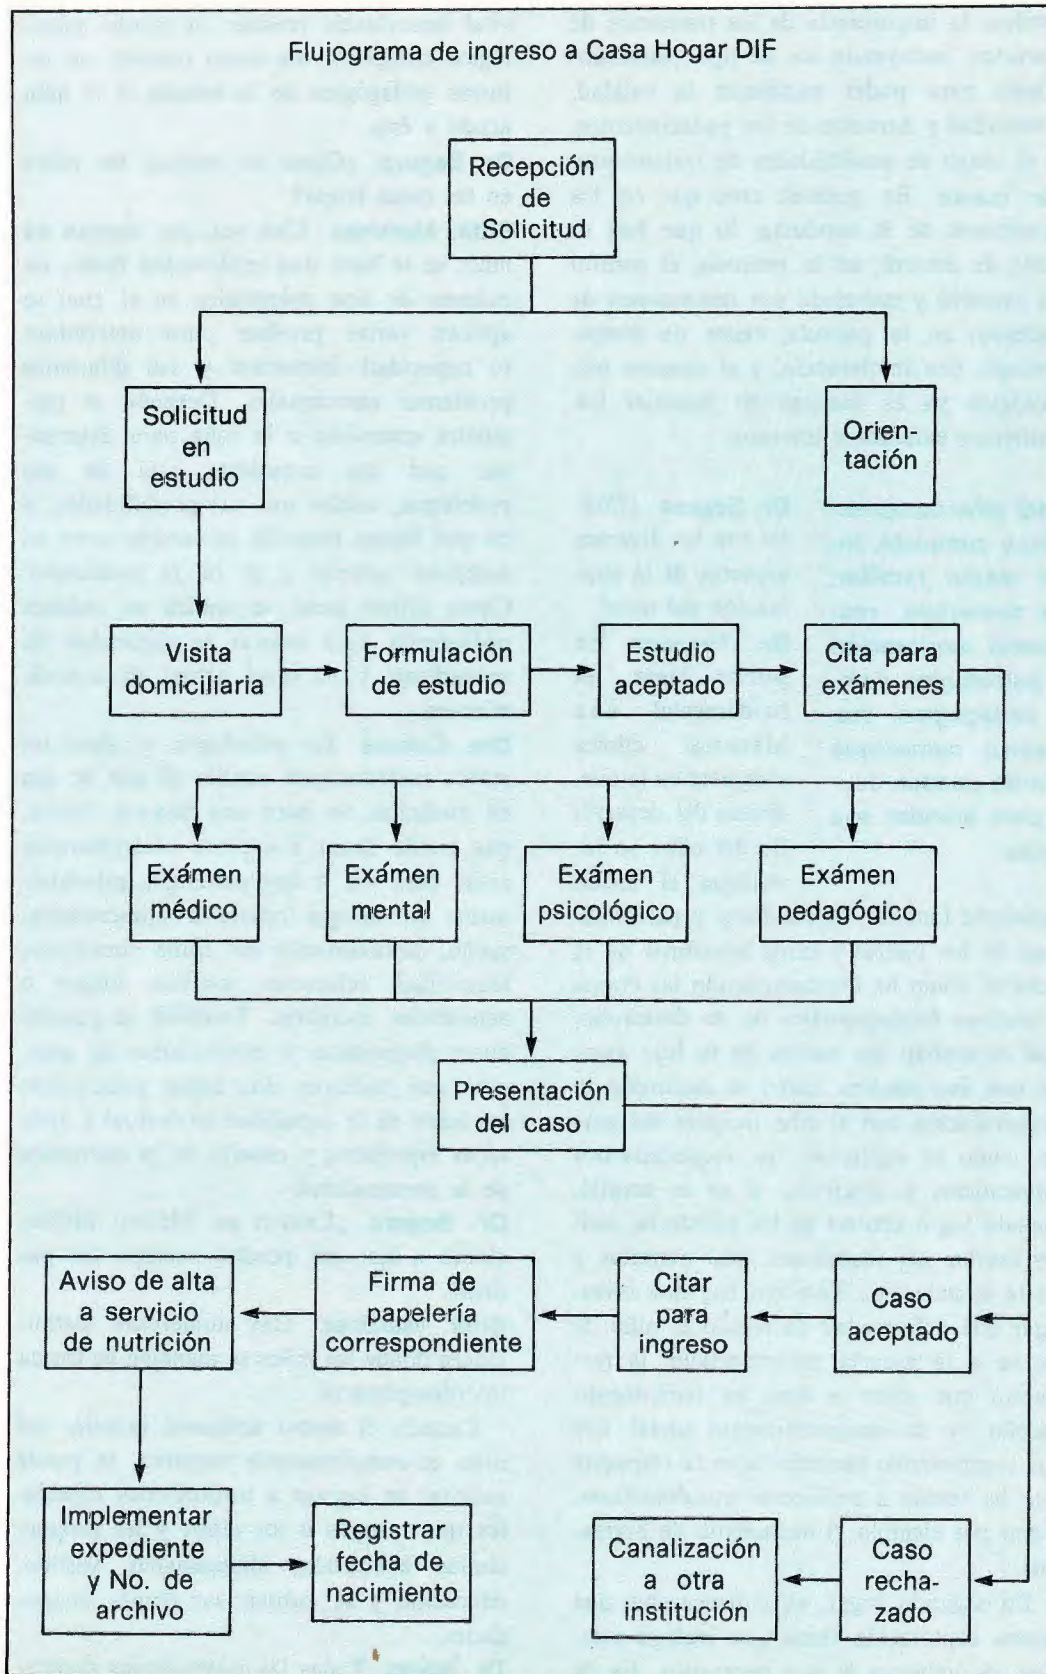 Flujograma de ingreso a Casa Hogar DIF
Recepción
de
Solicitud
Solicitud
en
estudio
Orien-
tación
Visita
domiciliaria
Formulación
de estudio
Estudio
aceptado
Cita para
exámenes
Exámen
médico
Exámen
mental
Exámen
psicológico
Exámen
pedagógico
Presentación
del caso
Aviso de alta
a servicio
de nutrición
Firma de
papelería
correspondiente
Citar
para
ingreso
Caso
aceptado
Implementar
expediente
y No. de
archivo
Registrar
fecha de
nacimiento
Canalización
a otra
institución
Caso
recha-
zado